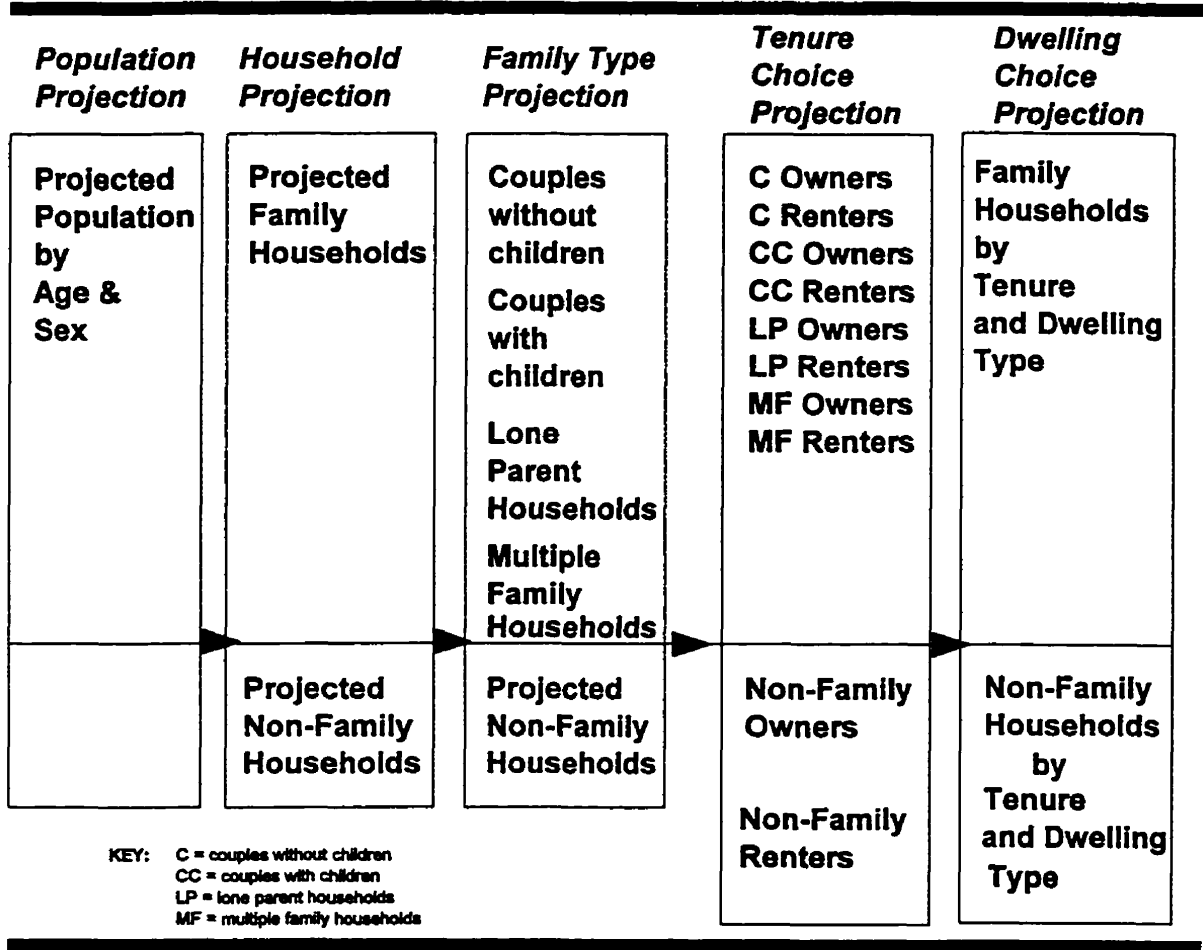 Population
Projection
Household
Projection
Family Type
Projection
Tenure
Choice
Projection
Dwelling
Choice
Projection
Projected
Population
by
Age &
Sex
Projected
Family
Households
Couples
without
children
Couples
with
children
Lone
Parent
Households
Multiple
Family
Households
C Owners
C Renters
CC Owners
CC Renters
LP Owners
LP Renters
MF Owners
MF Renters
Family
Households
by
Tenure
and Dwelling
Type
Projected
Non-Family
Households
Projected
Non-Family
Households
Non-Family
Owners
Non-Family
Renters
Non-Family
Households
by
Tenure
and Dwelling
Type
KEY: C = couples without children
CC = couples with children
LP = lone parent households
MF = multiple family households